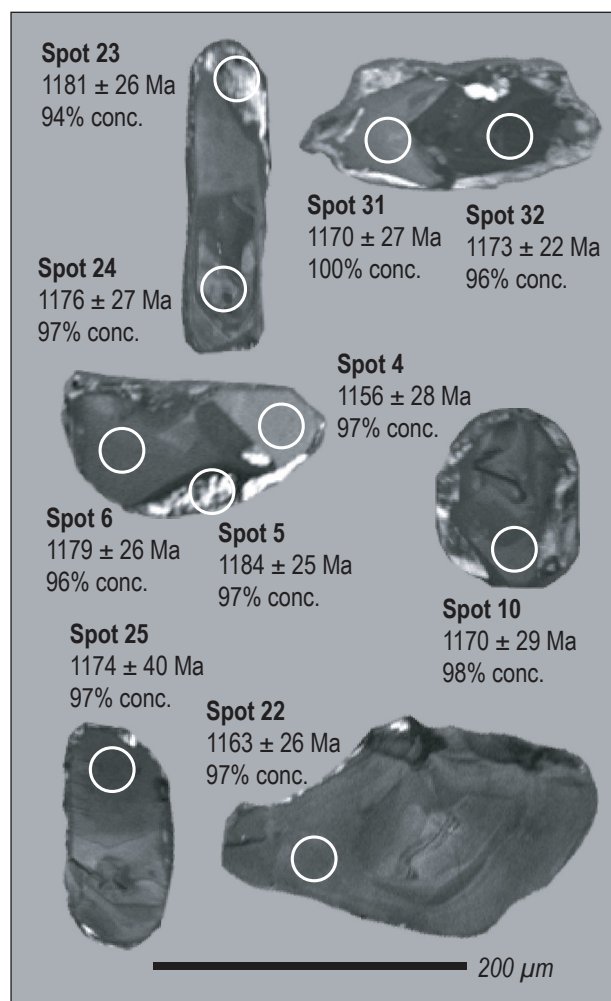 Spot 23
1181 ± 26 Ma
94% conc.
Spot 31
1170 ± 27 Ma
100% conc.
Spot 32
1173 ± 22 Ma
96% conc.
Spot 24
1176 ± 27 Ma
97% conc.
Spot 4
1156 ± 28 Ma
97% conc.
Spot 6
1179 ± 26 Ma
96% conc.
Spot 5
1184 ± 25 Ma
97% conc.
Spot 10
1170 ± 29 Ma
98% conc.
Spot 25
1174 ± 40 Ma
97% conc.
Spot 22
1163 ± 26 Ma
97% conc.
200 µm